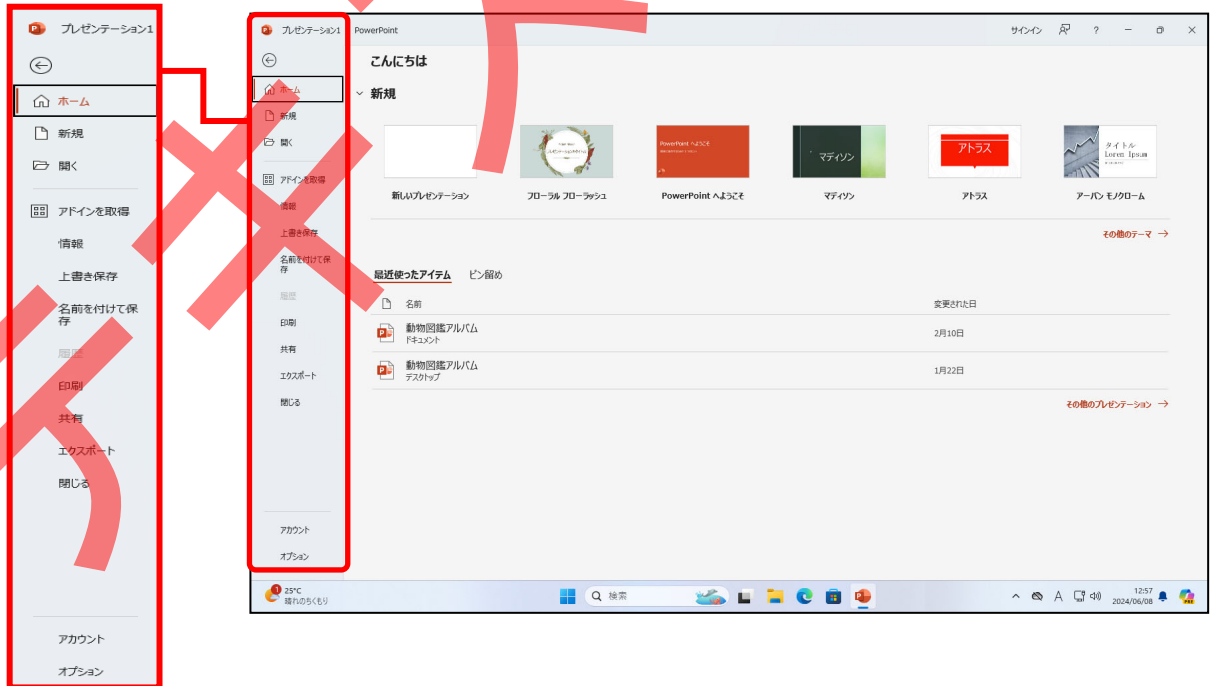 プレゼンテーション1
ホーム
新規
開く
アドインを取得
情報
上書き保存
名前を付けて保
存
履歴
印刷
共有
エクスポート
閉じる
アカウント
オプション
プレゼンテーション1 PowerPoint サインイン ?
ホーム
新規
開く
アドインを取得
情報
上書き保存
名前を付けて保
存
履歴
印刷
共有
エクスポート
閉じる
アカウント
オプション
こんにちは
新規
PowerPoint へようこそ
マディソン
アトラス
タイトル
Lorem Ipsum
新しいプレゼンテーション フローラル フローラッシュ PowerPoint へようこそ マディソン アトラス アーバン モノクローム
その他のテーマ →
最近使ったアイテム ピン留め
名前 変更された日
動物図鑑アルバム
ドキュメント
2月10日
動物図鑑アルバム
デスクトップ
1月22日
その他のプレゼンテーション →
1
25°C
晴れのちくもり
検索
A
12:57
2024/06/08